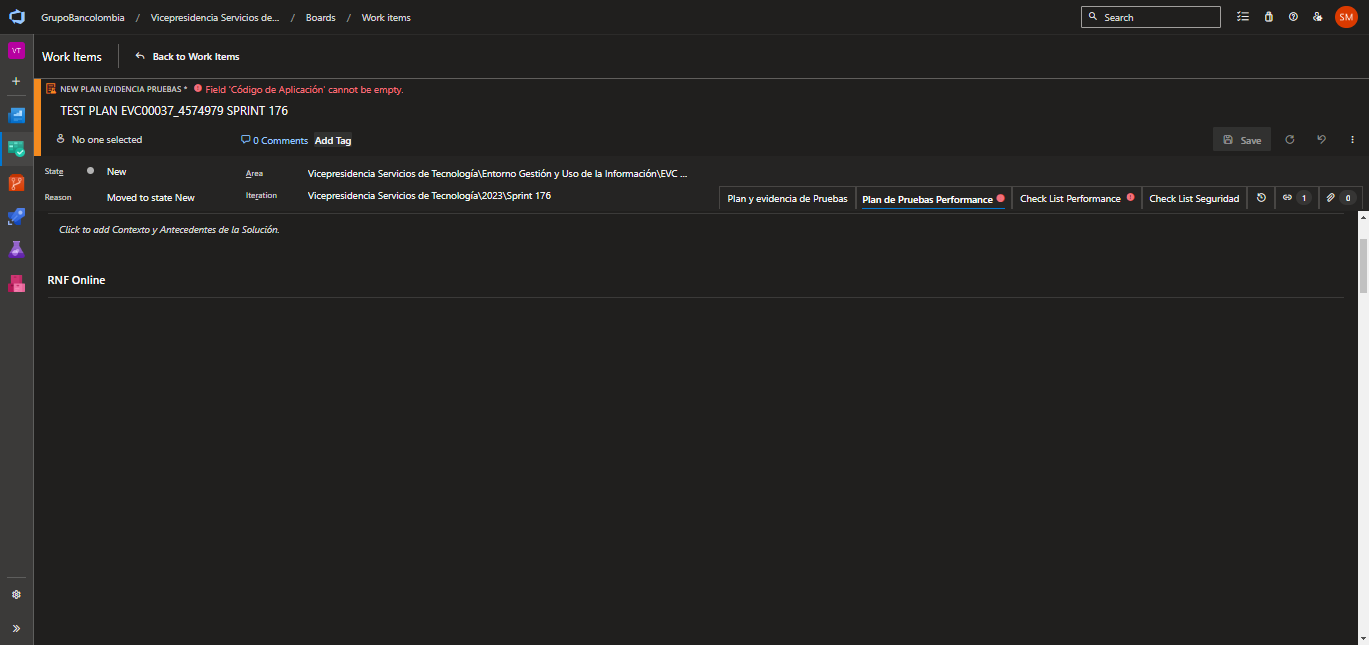 GrupoBancolombia / Vicepresidencia Servicios de... / Boards / Work items
Search
SM
VT
Work Items
Back to Work Items
NEW PLAN EVIDENCIA PRUEBAS * Field 'Código de Aplicación' cannot be empty.
TEST PLAN EVC00037_4574979 SPRINT 176
No one selected
0 Comments
Add Tag
Save
State
New
Area
Vicepresidencia Servicios de Tecnología\Entorno Gestión y Uso de la Información\EVC ...
Reason
Moved to state New
Iteration
Vicepresidencia Servicios de Tecnología\2023\Sprint 176
Plan y evidencia de Pruebas
Plan de Pruebas Performance
Check List Performance
Check List Seguridad
1
0
Click to add Contexto y Antecedentes de la Solución.
RNF Online